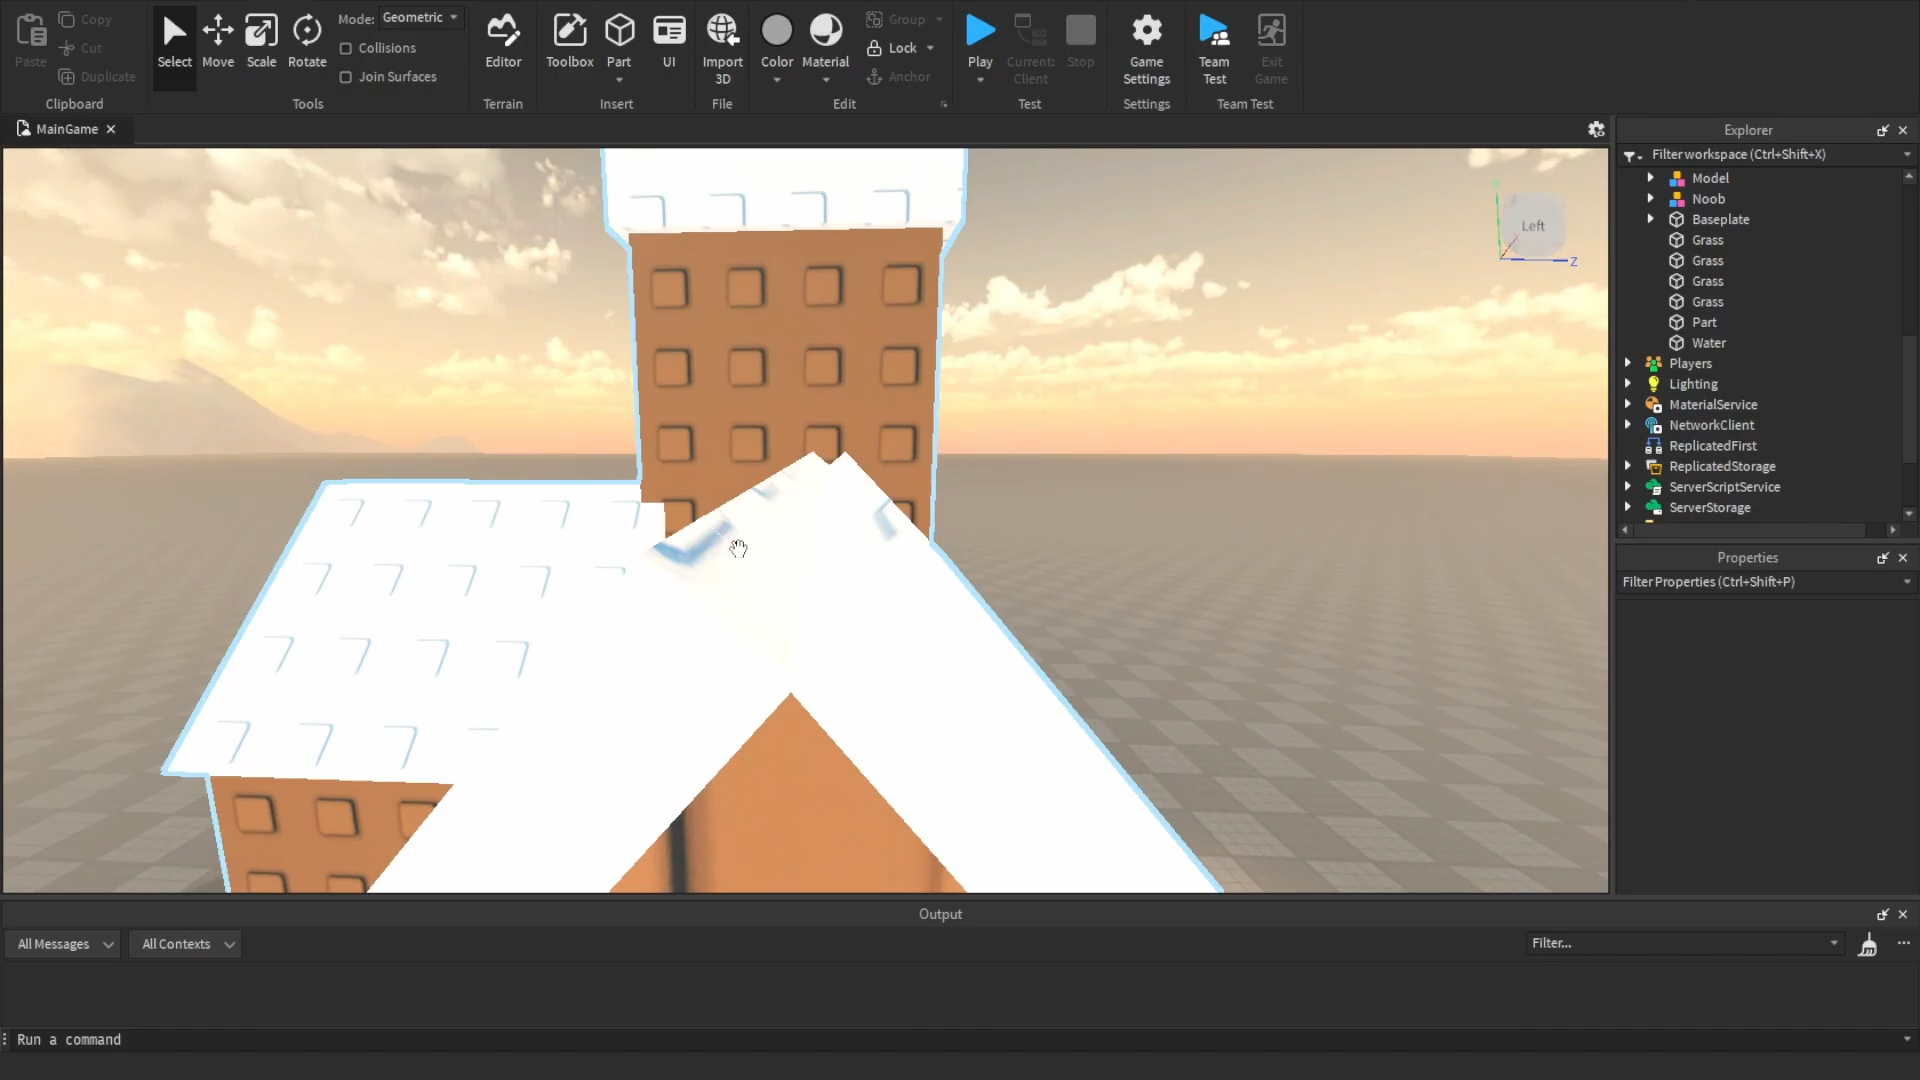 Paste
Copy
Cut
Duplicate
Clipboard
Select
Move
Scale
Rotate
Mode: Geometric
Collisions
Join Surfaces
Tools
Editor
Terrain
Toolbox
Part
UI
Insert
Import
3D
File
Color
Material
Group
Lock
Anchor
Edit
Play
Current:
Client
Stop
Test
Game
Settings
Settings
Team
Test
Exit
Game
Team Test
MainGame
Left
Z
Explorer
Filter workspace (Ctrl+Shift+X)
Model
Noob
Baseplate
Grass
Grass
Grass
Grass
Part
Water
Players
Lighting
MaterialService
NetworkClient
ReplicatedFirst
ReplicatedStorage
ServerScriptService
ServerStorage
Properties
Filter Properties (Ctrl+Shift+P)
Output
All Messages
All Contexts
Filter...
Run a command